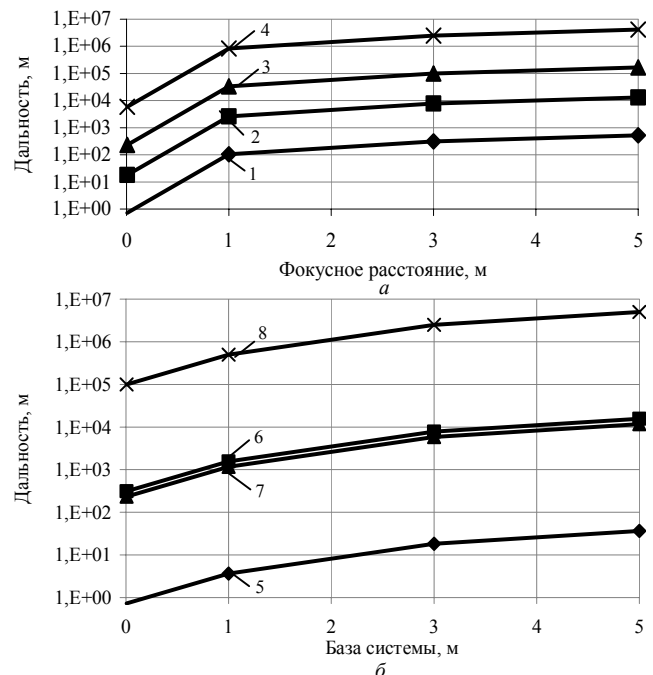 Дальность, м
1,E+07
1,E+06
1,E+05
1,E+04
1,E+03
1,E+02
1,E+01
1,E+00
4
3
2
1
0 1 2 3 4 5
Фокусное расстояние, м
а
Дальность, м
1,E+07
1,E+06
1,E+05
1,E+04
1,E+03
1,E+02
1,E+01
1,E+00
8
6
7
5
0 1 2 3 4 5
База системы, м
б